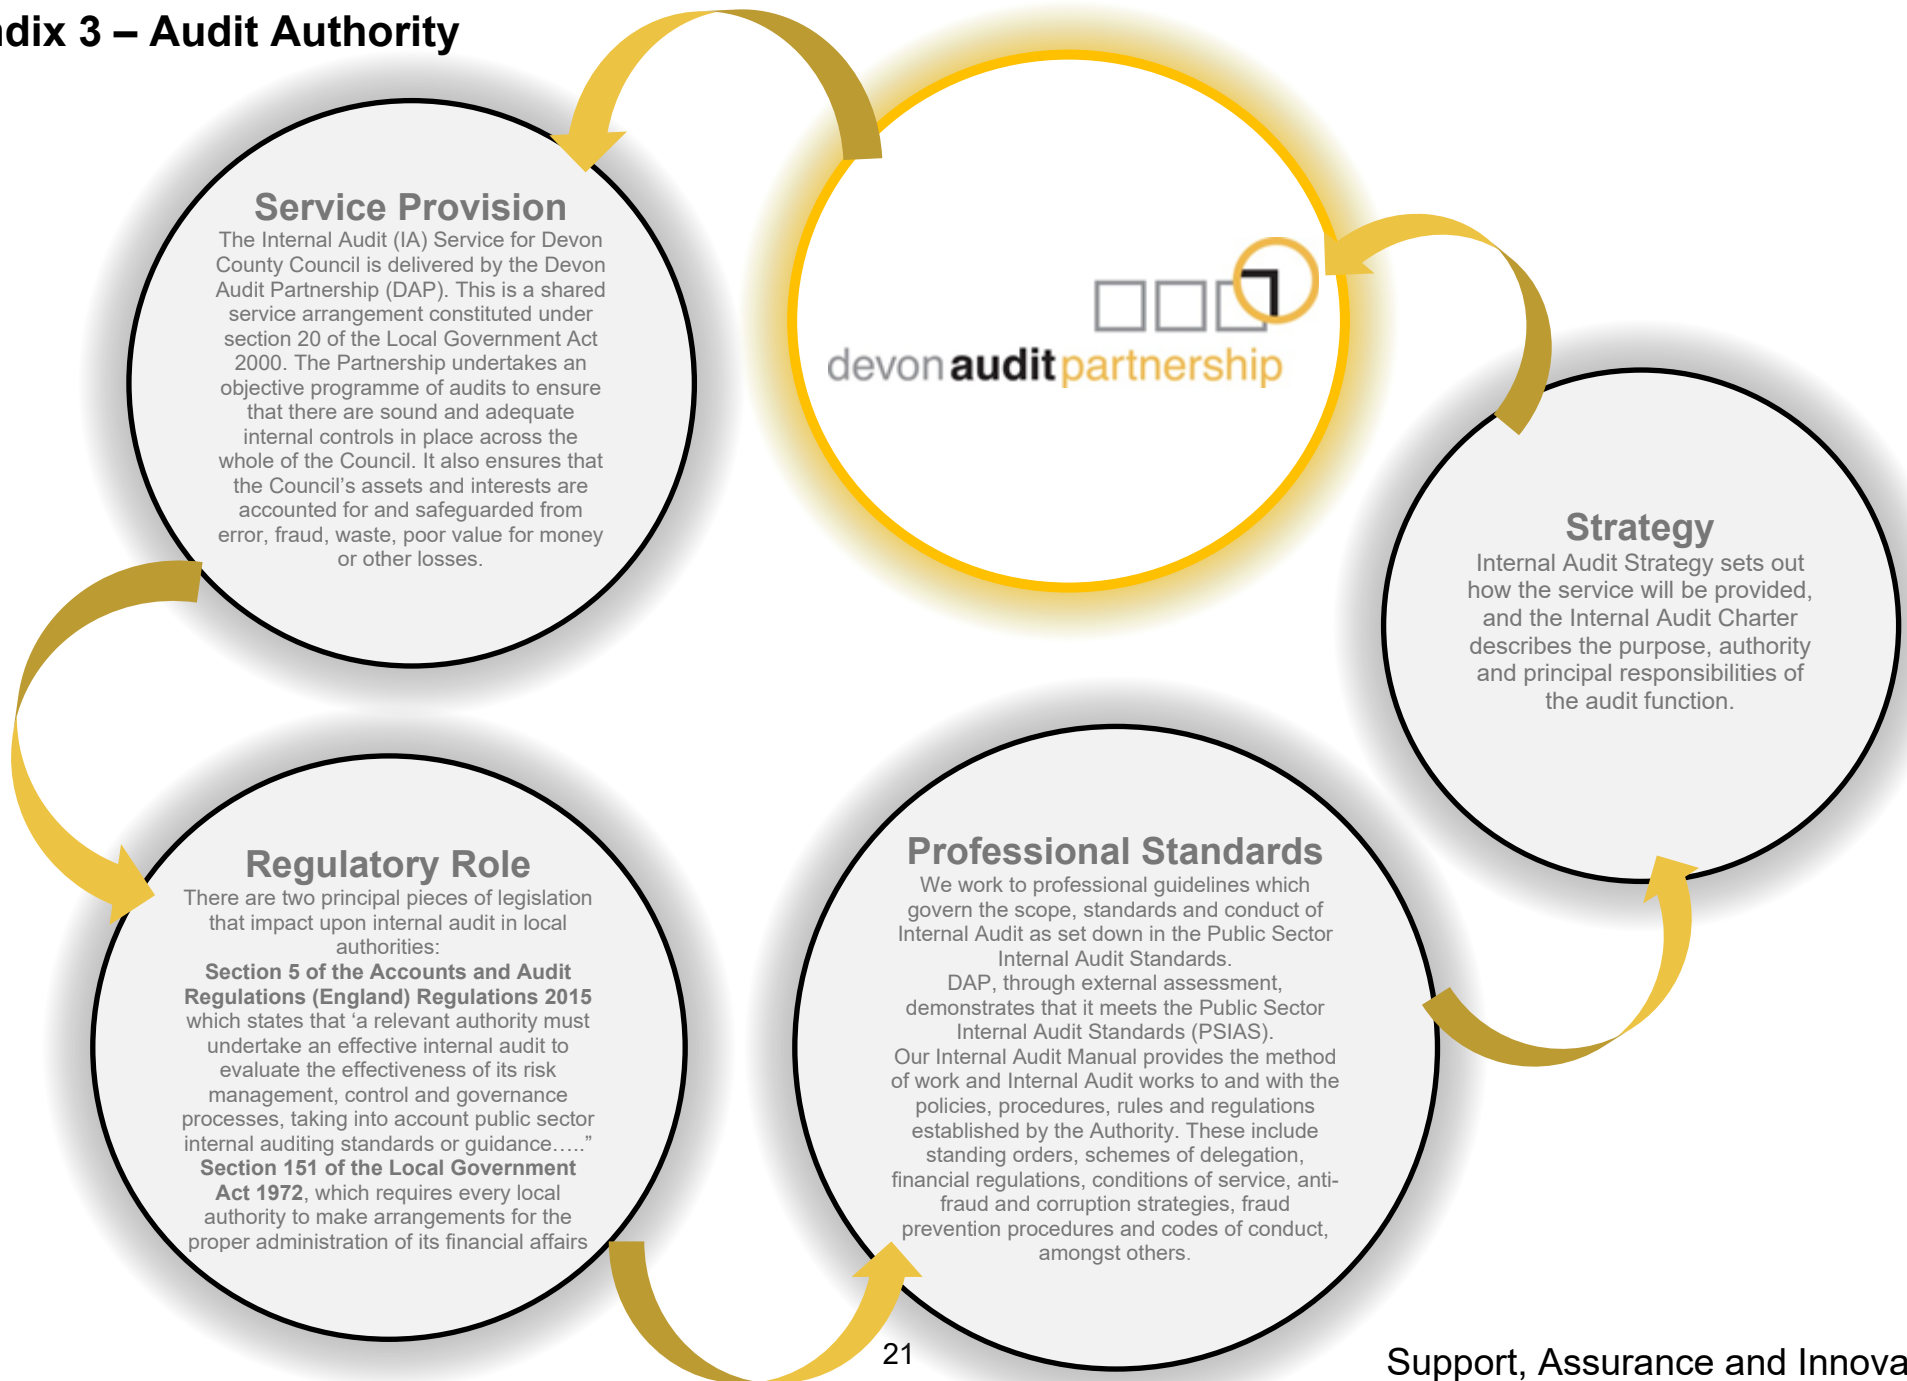 ndix 3 – Audit Authority
Service Provision
The Internal Audit (IA) Service for Devon
County Council is delivered by the Devon
Audit Partnership (DAP). This is a shared
service arrangement constituted under
section 20 of the Local Government Act
2000. The Partnership undertakes an
objective programme of audits to ensure
that there are sound and adequate
internal controls in place across the
whole of the Council. It also ensures that
the Council’s assets and interests are
accounted for and safeguarded from
error, fraud, waste, poor value for money
or other losses.
devonauditpartnership
Strategy
Internal Audit Strategy sets out
how the service will be provided,
and the Internal Audit Charter
describes the purpose, authority
and principal responsibilities of
the audit function.
Regulatory Role
There are two principal pieces of legislation
that impact upon internal audit in local
authorities:
Section 5 of the Accounts and Audit
Regulations (England) Regulations 2015
which states that ‘a relevant authority must
undertake an effective internal audit to
evaluate the effectiveness of its risk
management, control and governance
processes, taking into account public sector
internal auditing standards or guidance…..”
Section 151 of the Local Government
Act 1972, which requires every local
authority to make arrangements for the
proper administration of its financial affairs
Professional Standards
We work to professional guidelines which
govern the scope, standards and conduct of
Internal Audit as set down in the Public Sector
Internal Audit Standards.
DAP, through external assessment,
demonstrates that it meets the Public Sector
Internal Audit Standards (PSIAS).
Our Internal Audit Manual provides the method
of work and Internal Audit works to and with the
policies, procedures, rules and regulations
established by the Authority. These include
standing orders, schemes of delegation,
financial regulations, conditions of service, anti-
fraud and corruption strategies, fraud
prevention procedures and codes of conduct,
amongst others.
21
Support, Assurance and Innova